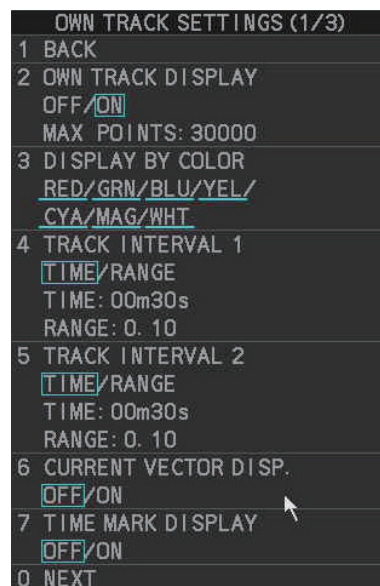 OWN TRACK SETTINGS (1/3)
1 BACK
2 OWN TRACK DISPLAY
OFF/ON
MAX POINTS: 30000
3 DISPLAY BY COLOR
RED/GRN/BLU/YEL/
CYA/MAG/WHT
4 TRACK INTERVAL 1
TIME/RANGE
TIME: 00m30s
RANGE: 0.10
5 TRACK INTERVAL 2
TIME/RANGE
TIME: 00m30s
RANGE: 0.10
6 CURRENT VECTOR DISP.
OFF/ON
7 TIME MARK DISPLAY
OFF/ON
0 NEXT